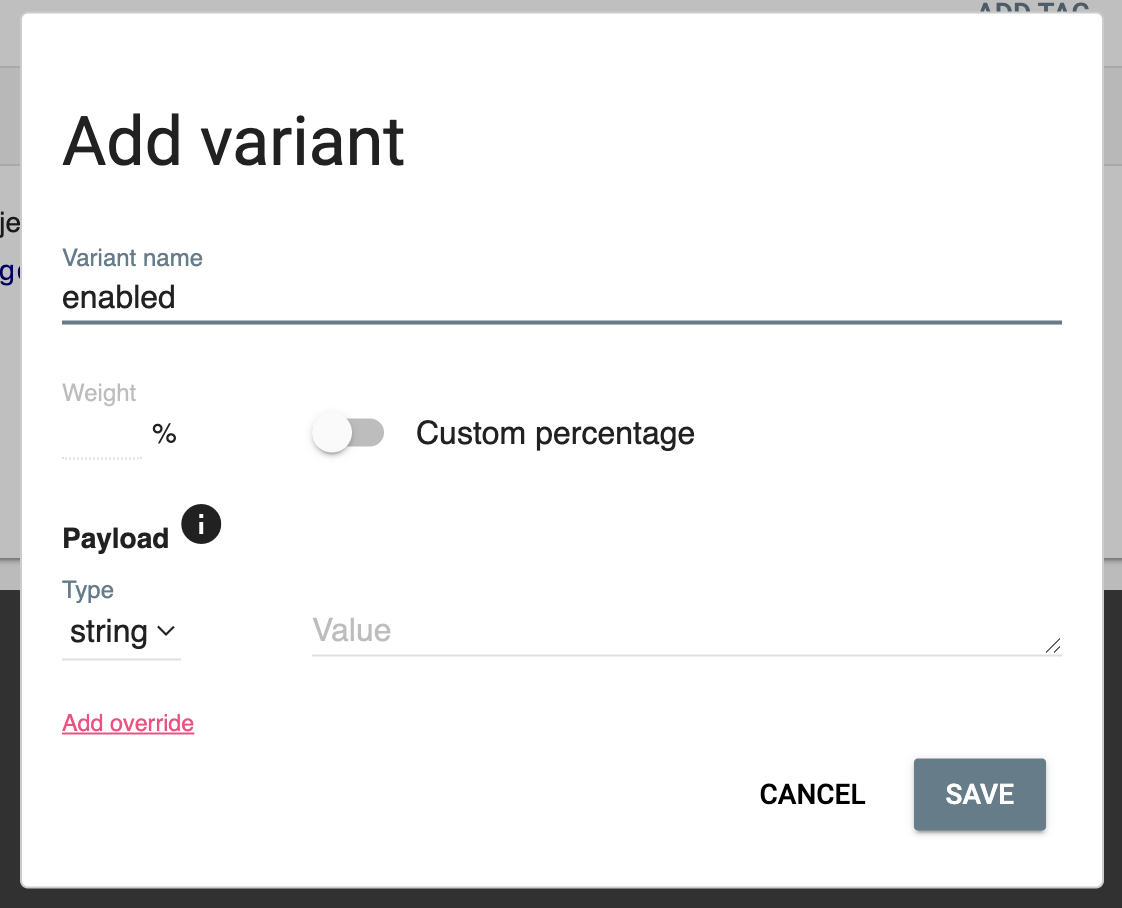 ADD TAG
Add variant
je
Variant name
enabled
Weight
%
Custom percentage
Payload i
Type
string
Value
Add override
CANCEL
SAVE